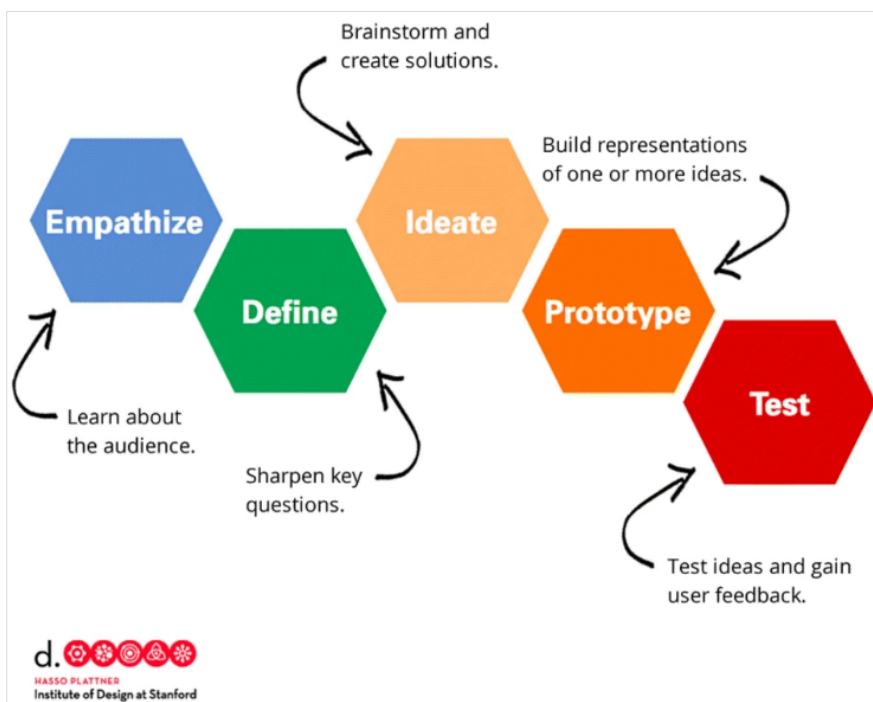 Brainstorm and
create solutions.
Build representations
of one or more ideas.
Empathize
Ideate
Define
Prototype
Test
Learn about
the audience.
Sharpen key
questions.
Test ideas and gain
user feedback.
d.
HASSO PLATTNER
Institute of Design at Stanford